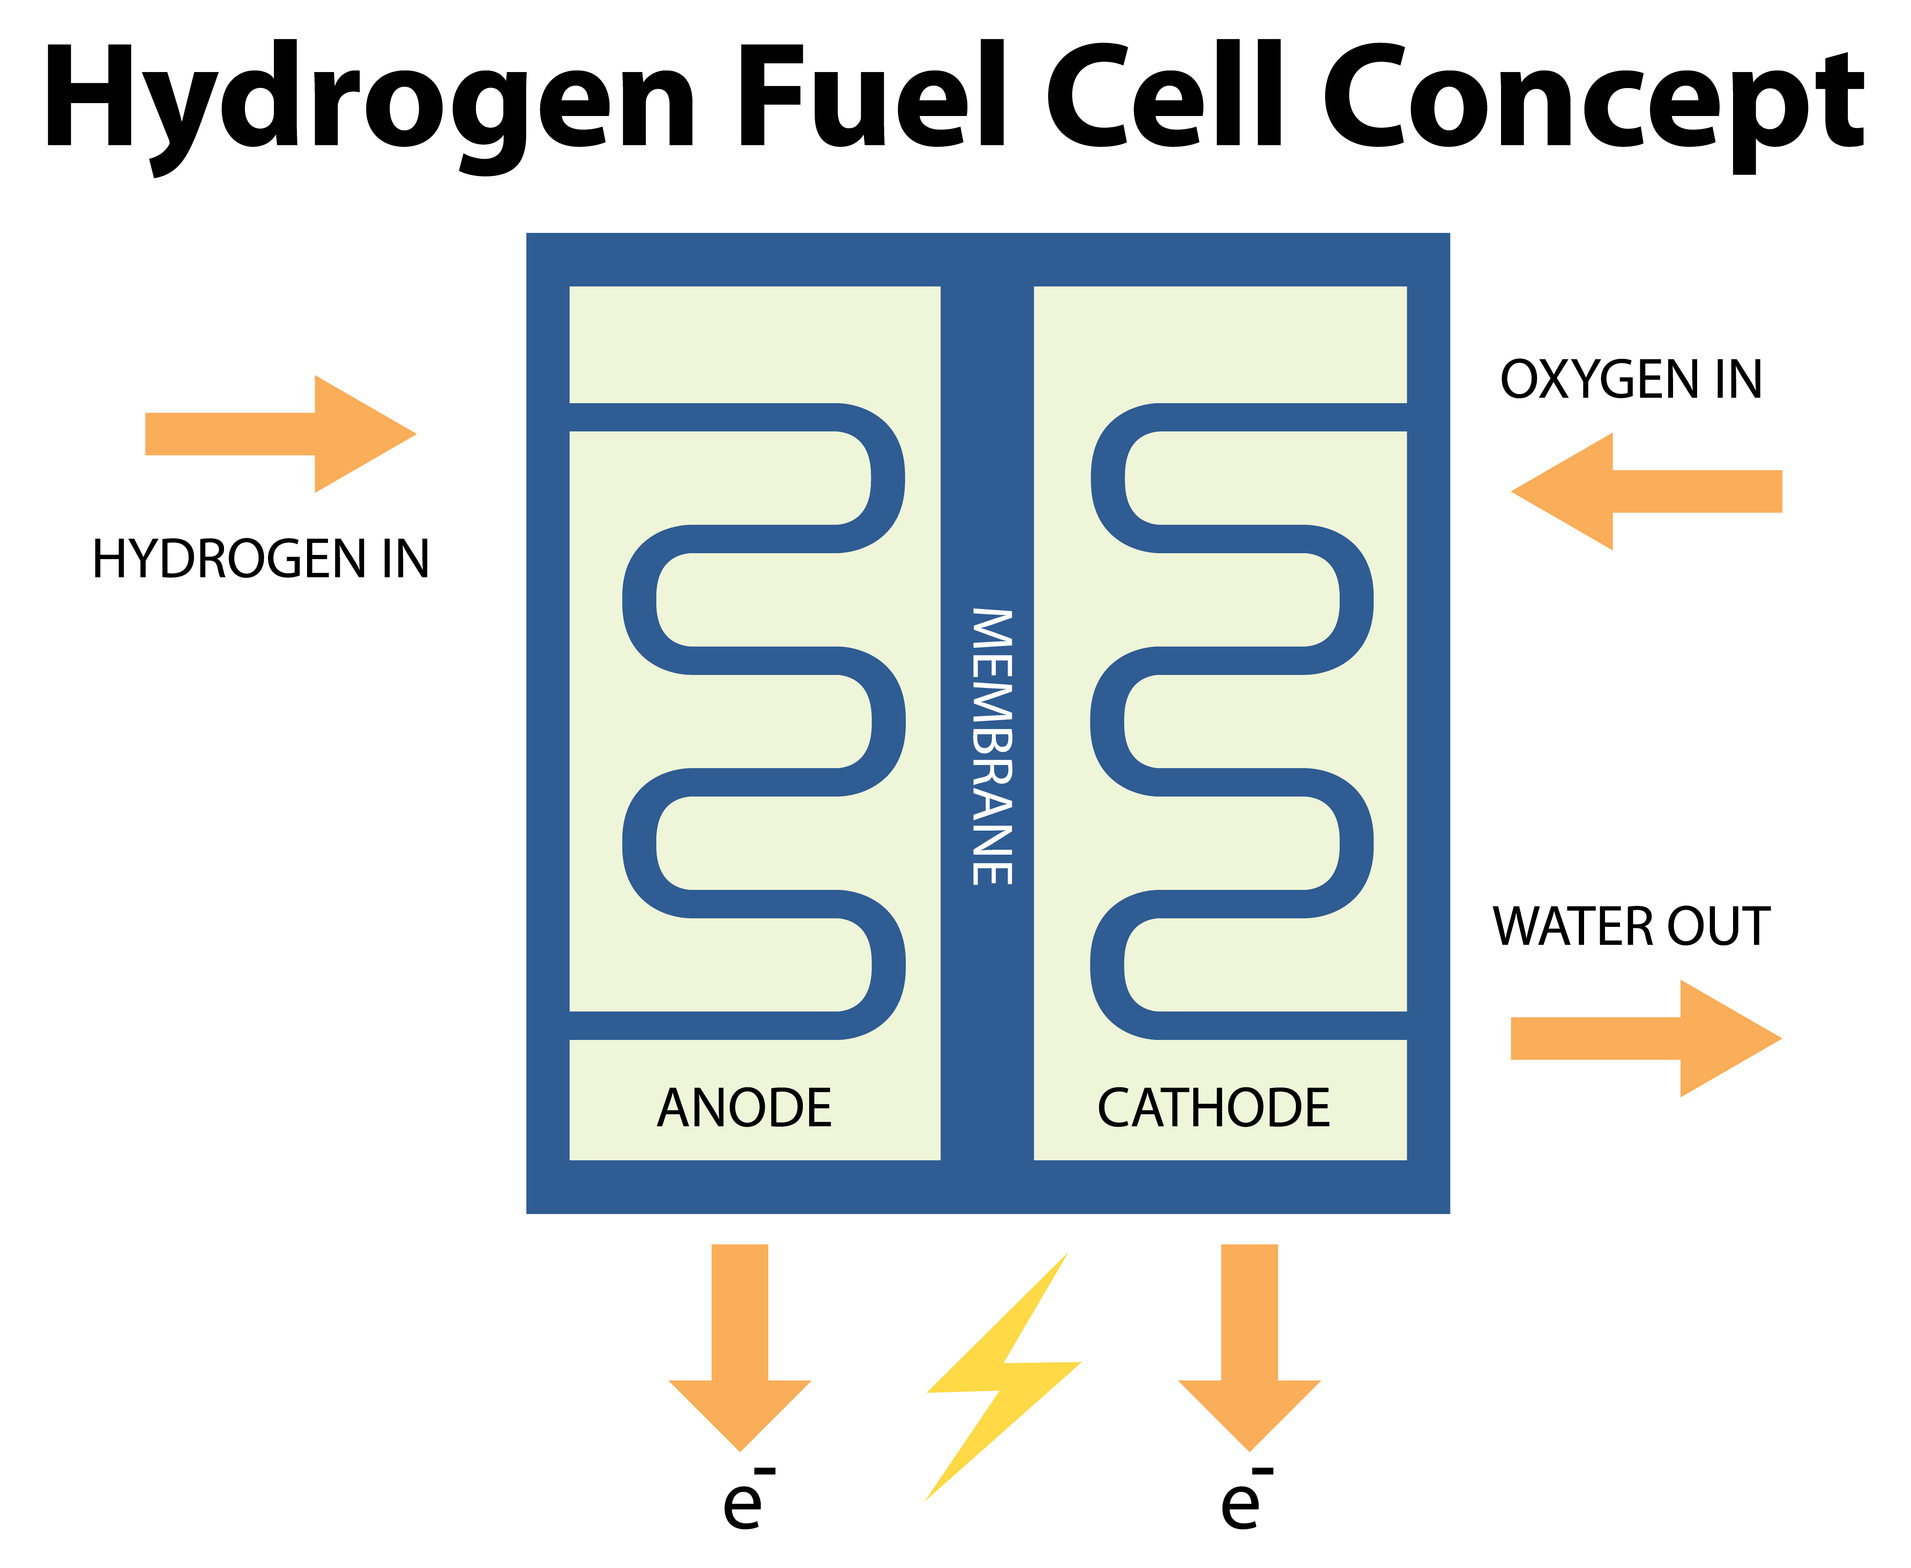 Hydrogen Fuel Cell Concept
OXYGEN IN
HYDROGEN IN
MEMBRANE
WATER OUT
ANODE
CATHODE
e⁻
e⁻